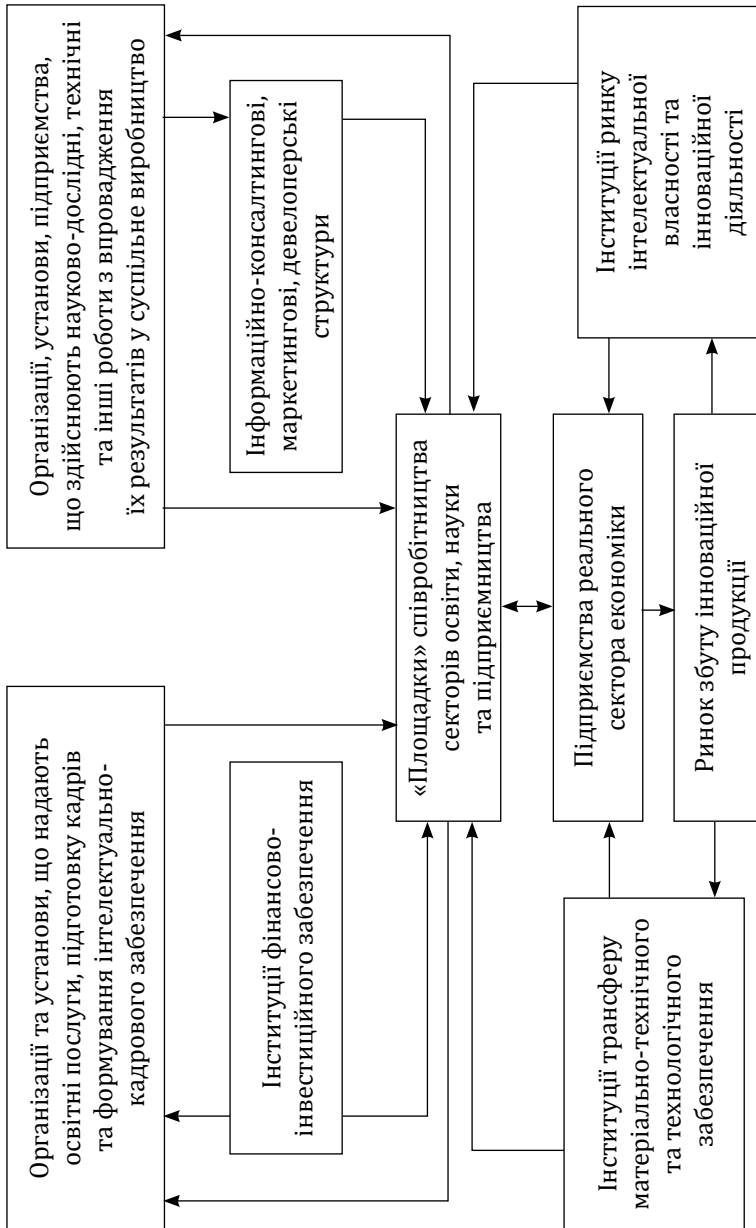 Організації та установи, що надають
освітні послуги, підготовку кадрів
та формування інтелектуально-
кадрового забезпечення
Організації, установи, підприємства,
що здійснюють науково-дослідні, технічні
та інші роботи з впровадження
їх результатів у суспільне виробництво
Інституції фінансово-
інвестиційного забезпечення
Інформаційно-консалтингові,
маркетингові, девелоперські
структури
«Площадки» співробітництва
секторів освіти, науки
та підприємництва
Інституції трансферу
матеріально-технічного
та технологічного
забезпечення
Підприємства реального
сектора економіки
Інституції ринку
інтелектуальної
власності та
інноваційної
діяльності
Ринок збуту інноваційної
продукції